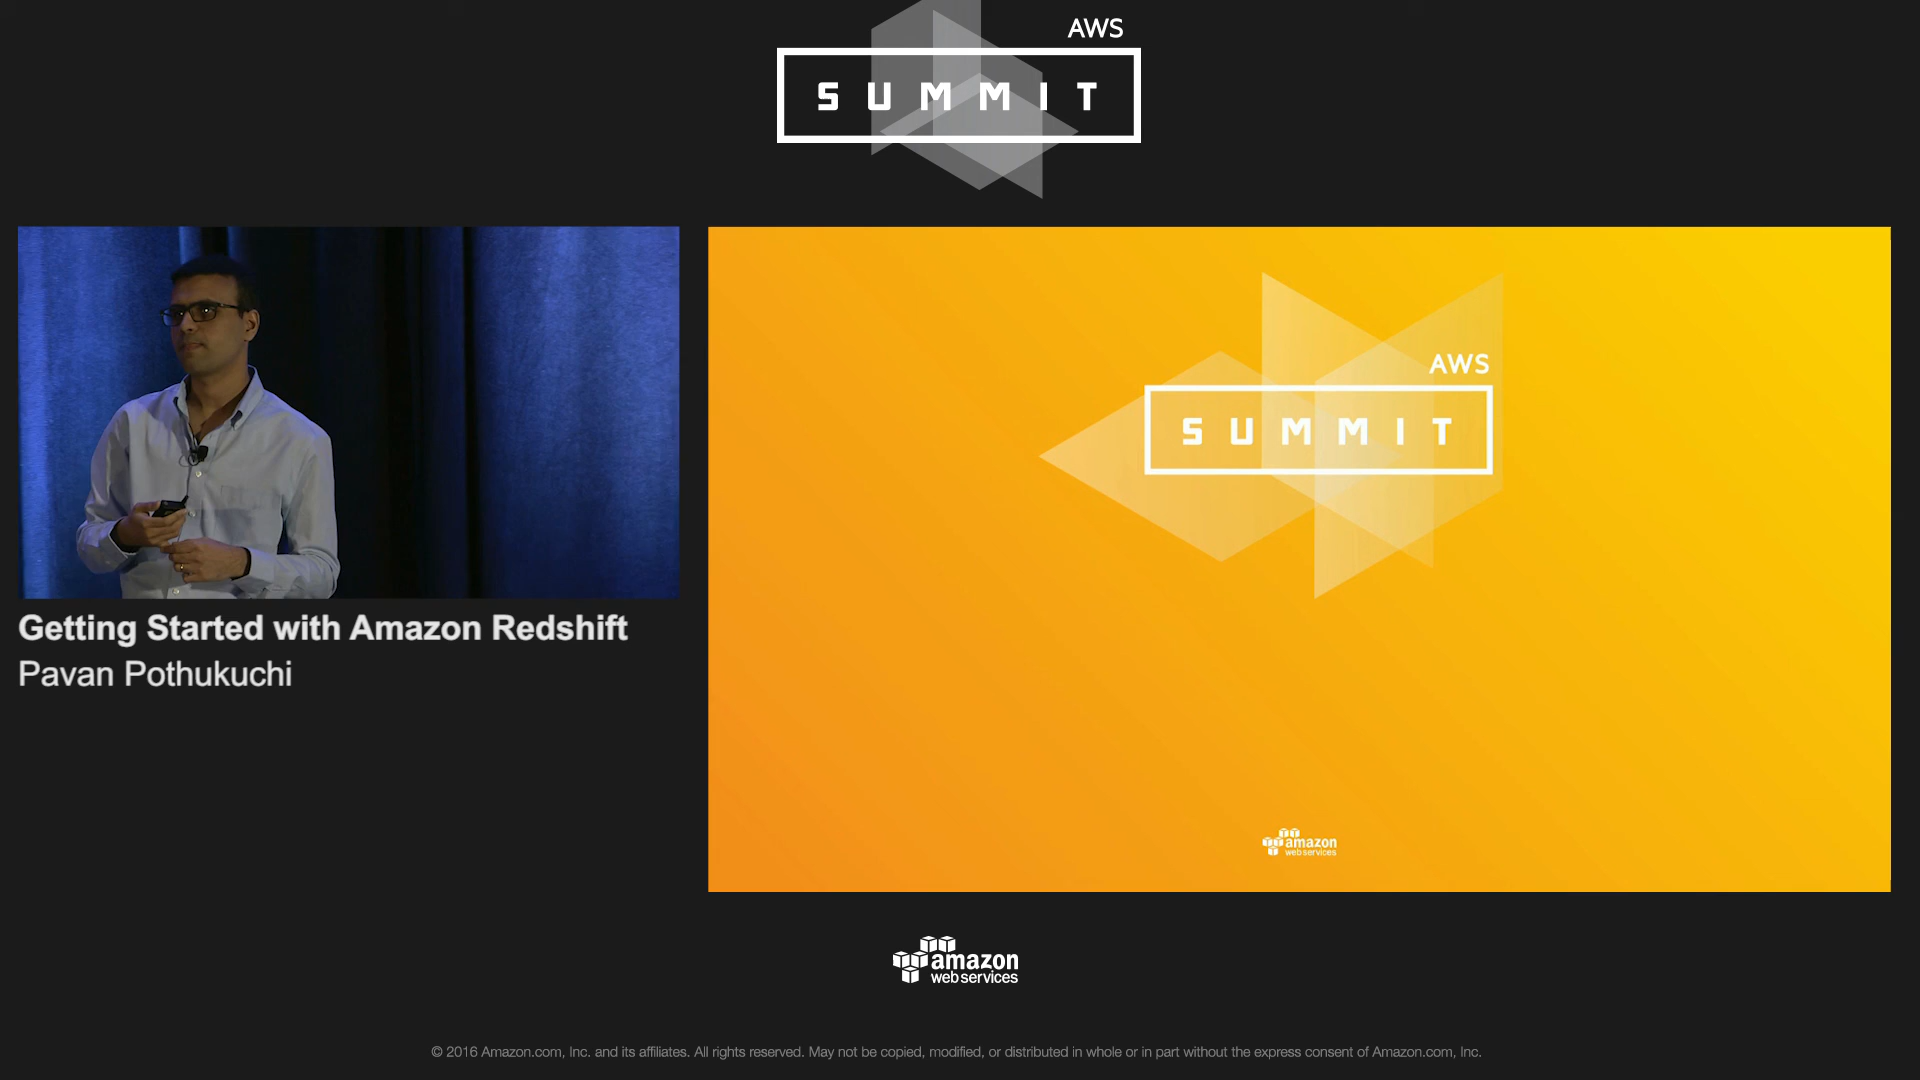 AWS
SUMMIT
AWS
SUMMIT
Getting Started with Amazon Redshift
Pavan Pothukuchi
amazon
web services
amazon
web services
© 2016 Amazon.com, Inc. and its affiliates. All rights reserved. May not be copied, modified, or distributed in whole or in part without the express consent of Amazon.com, Inc.